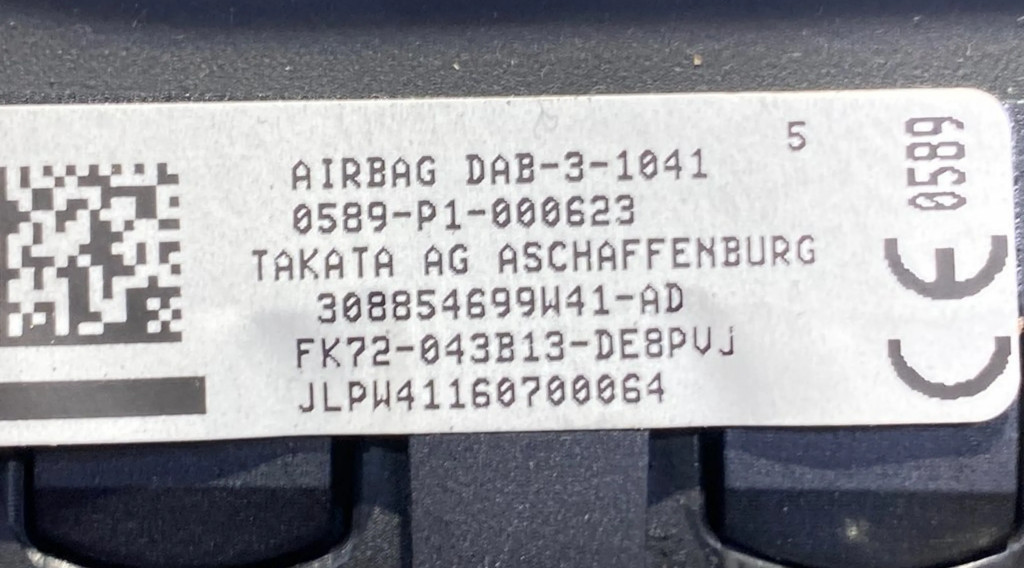 5
AIRBAG DAB-3-1041
0589-P1-000623
TAKATA AG ASCHAFFENBURG
308854699W41-AD
FK72-043B13-DE8PVj
JLPW41160700064
CE 0589